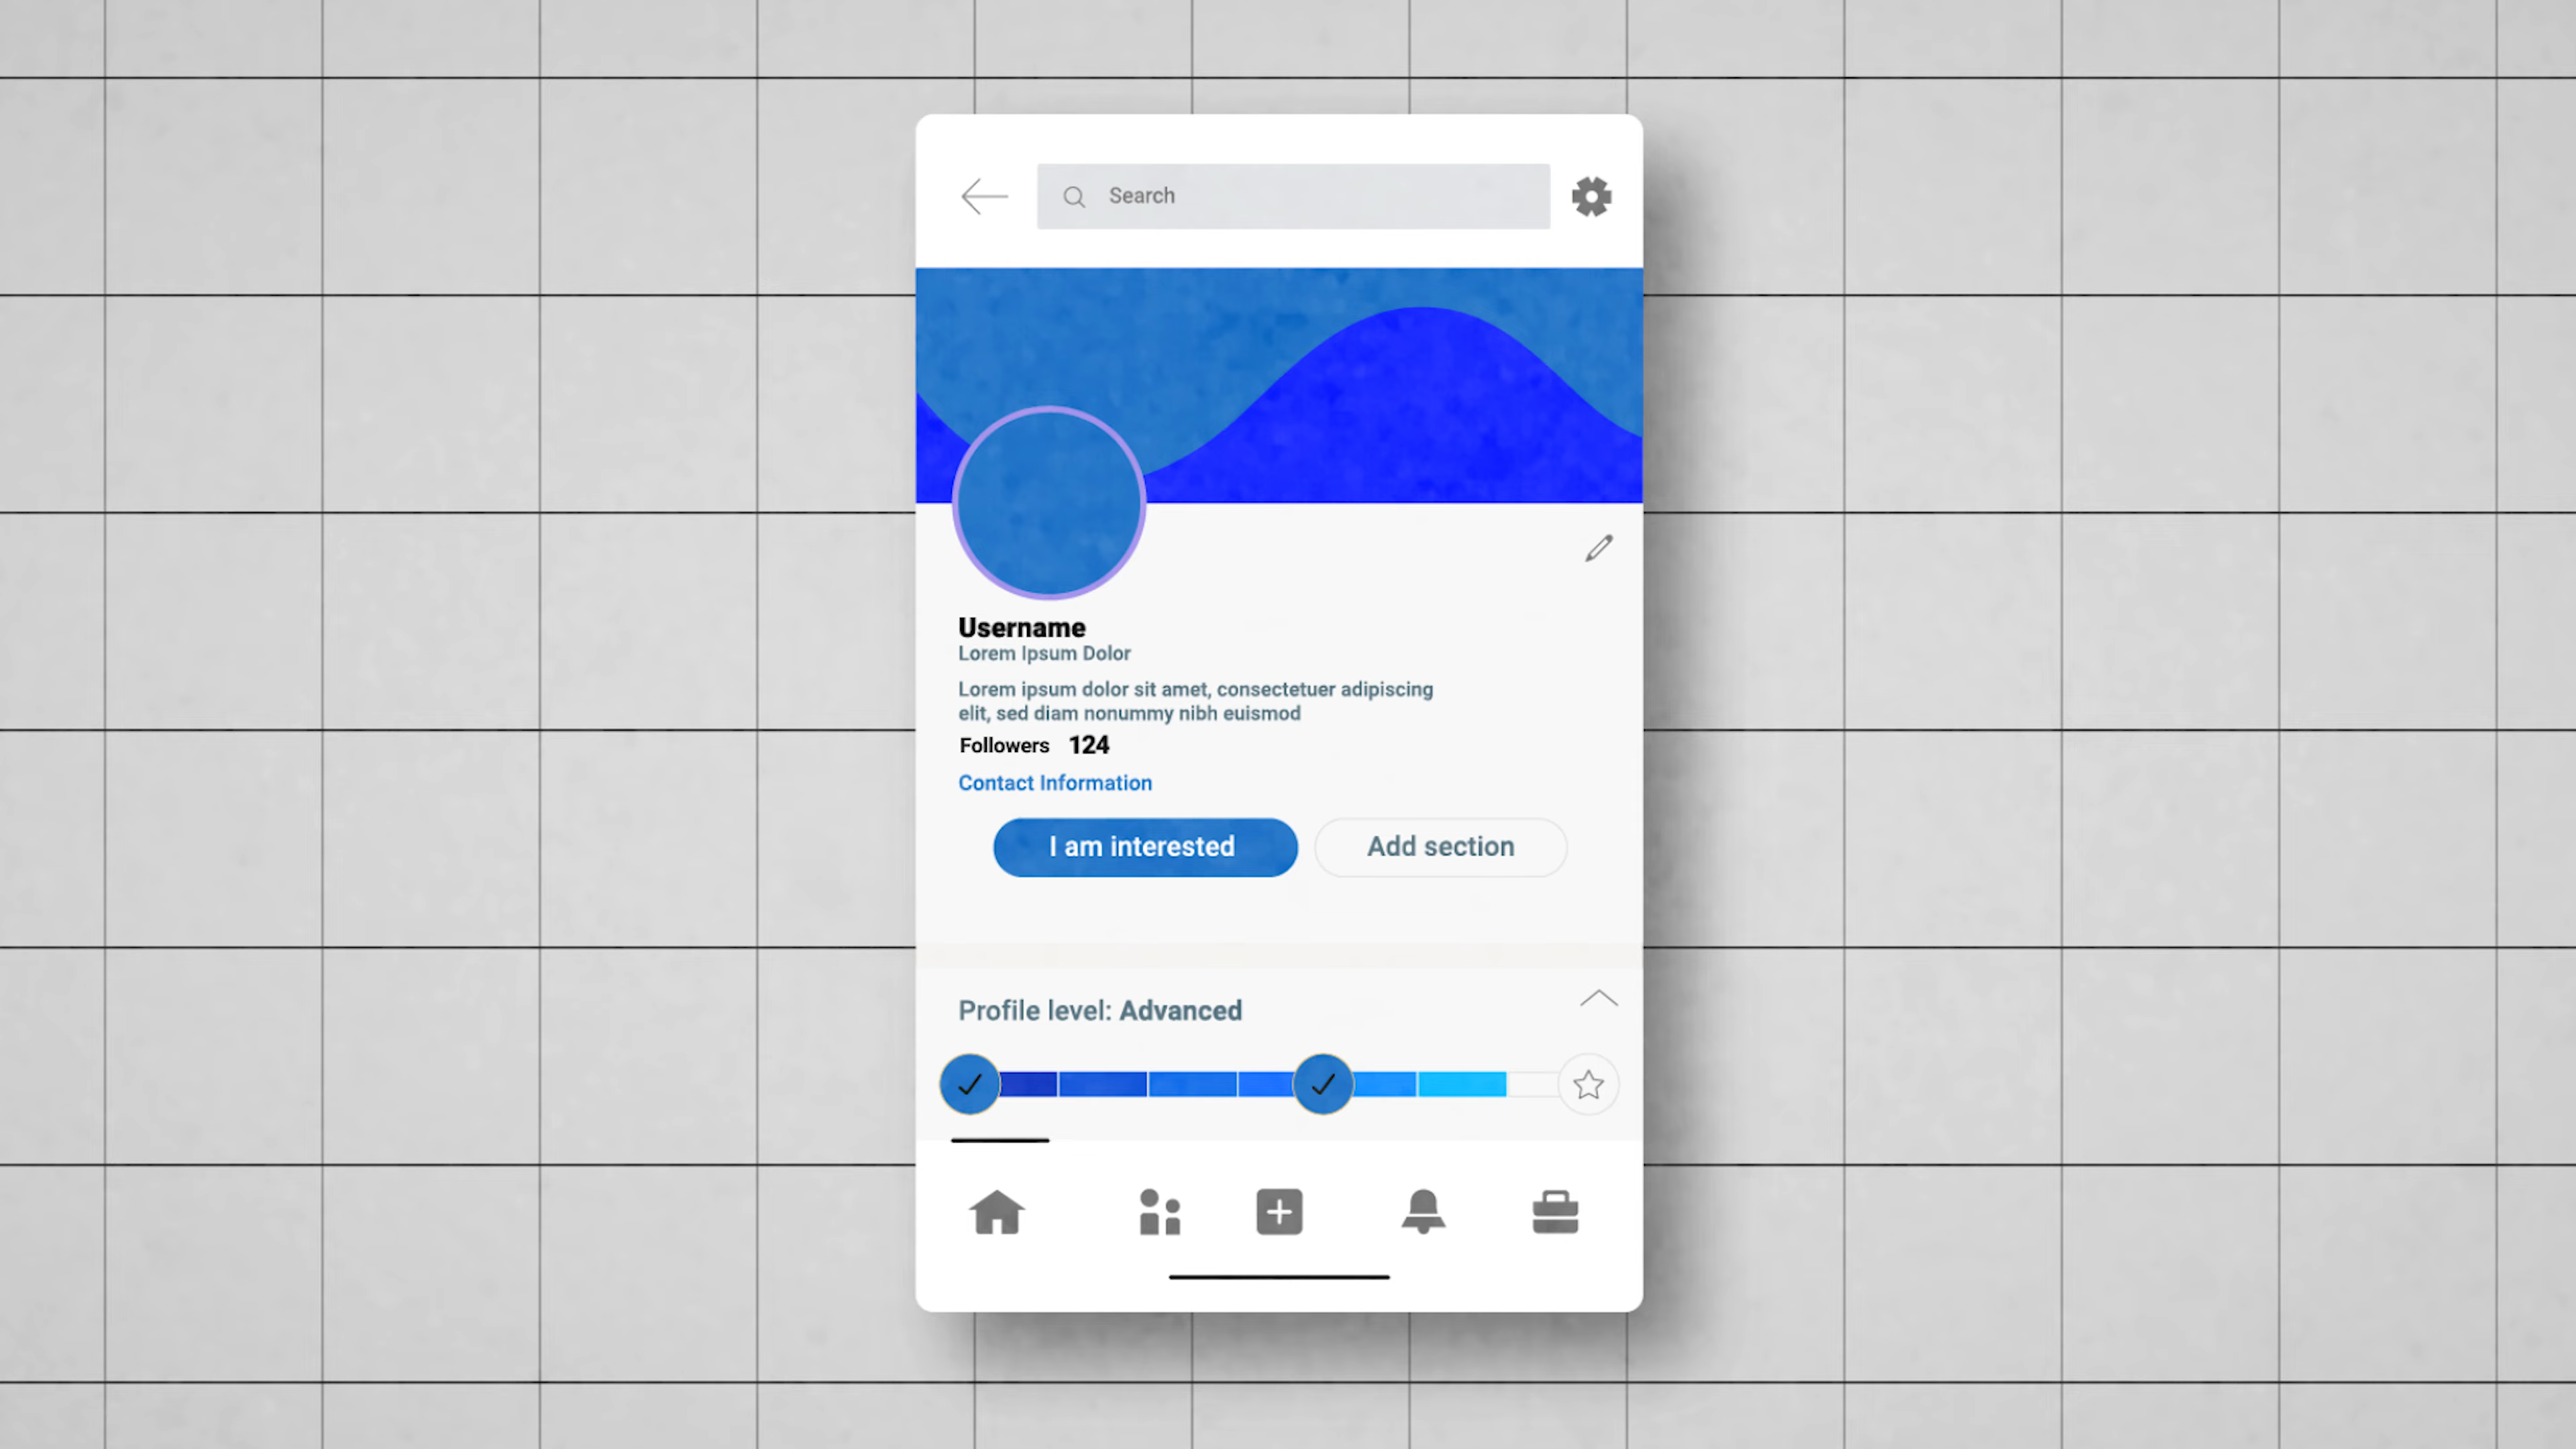 Search
Username
Lorem Ipsum Dolor
Lorem ipsum dolor sit amet, consectetuer adipiscing
elit, sed diam nonummy nibh euismod
Followers 124
Contact Information
I am interested
Add section
Profile level: Advanced